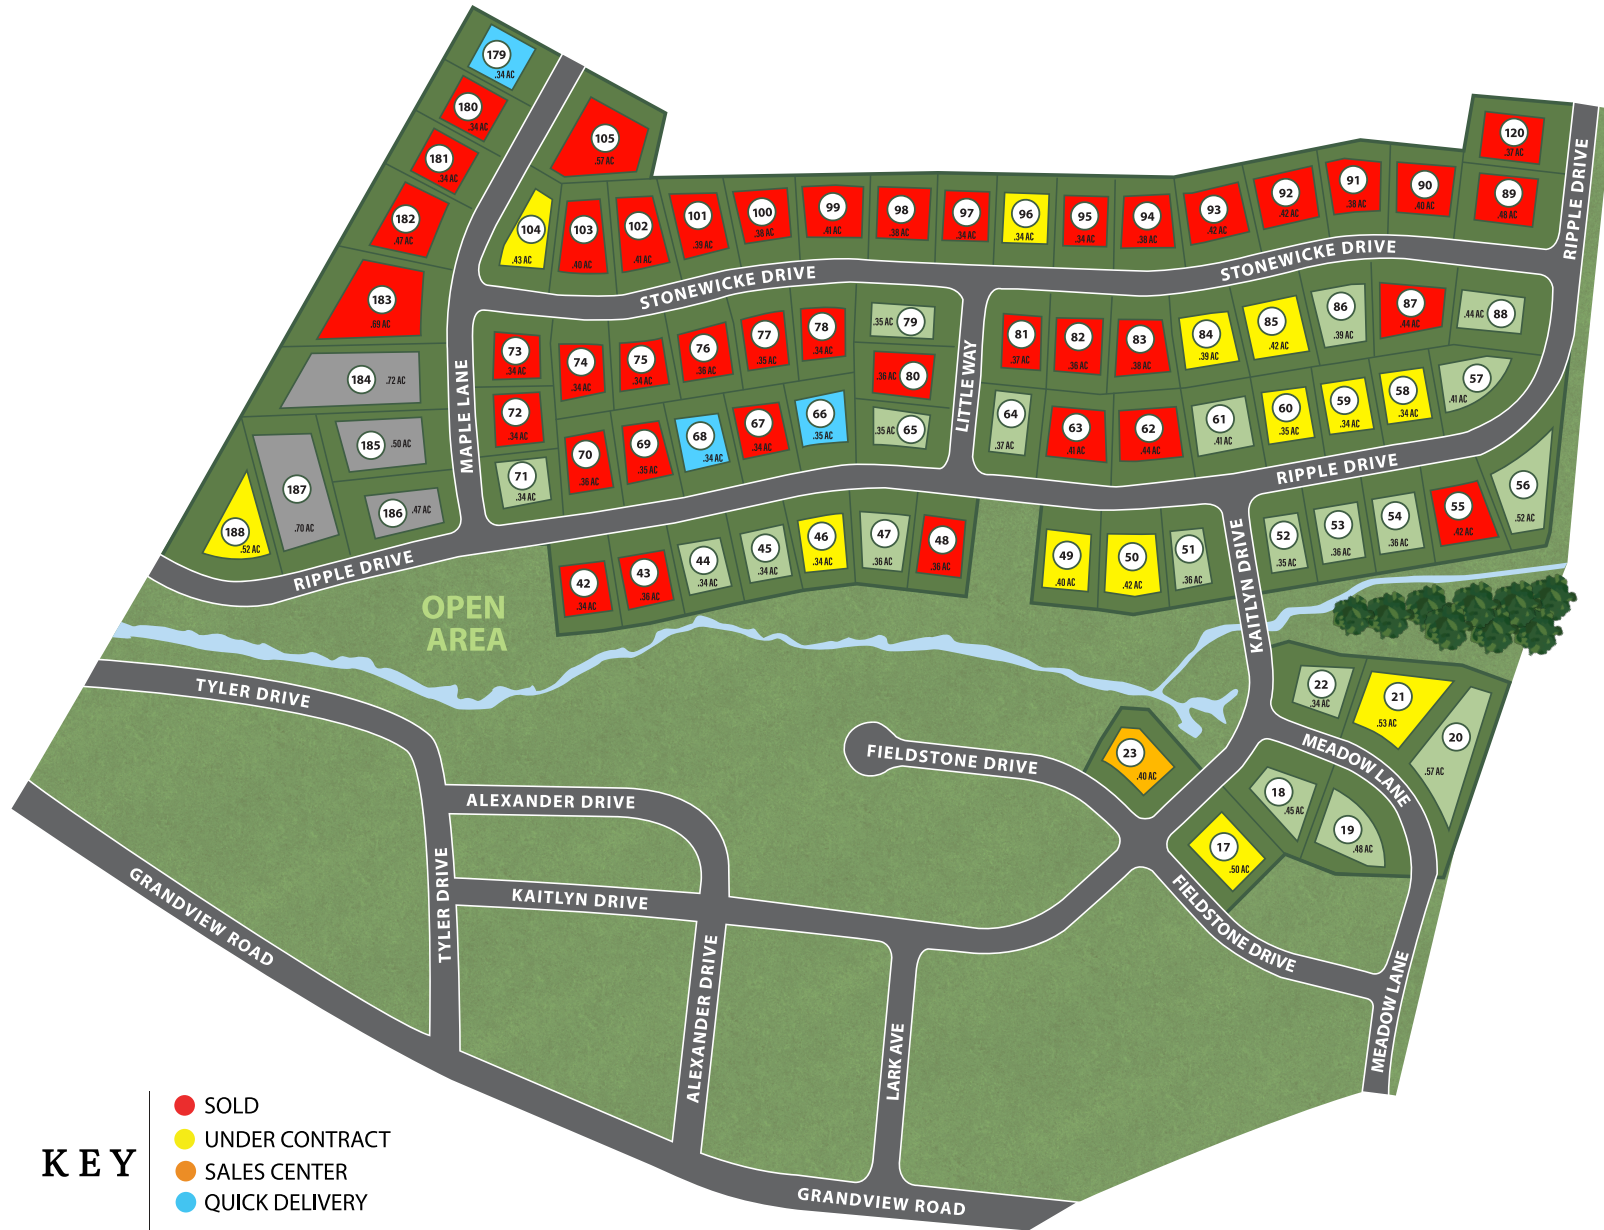 179
.34 AC
180
.34 AC
181
.34 AC
182
.47 AC
183
.69 AC
184 .72 AC
185 .50 AC
186 .47 AC
187
.70 AC
188
.52 AC
105
.57 AC
104
.43 AC
103
.40 AC
102
.41 AC
101
.39 AC
100
.38 AC
99
.41 AC
98
.38 AC
97
.34 AC
96
.34 AC
95
.34 AC
94
.38 AC
93
.42 AC
92
.42 AC
91
.38 AC
90
.40 AC
120
.37 AC
89
.48 AC
RIPPLE DRIVE
STONEWICKE DRIVE
STONEWICKE DRIVE
MAPLE LANE
LITTLEWAY
73
.34 AC
74
.34 AC
75
.34 AC
76
.36 AC
77
.35 AC
78
.34 AC
.35 AC 79
.36 AC 80
.35 AC 65
72
.34 AC
71
.34 AC
70
.36 AC
69
.35 AC
68
.34 AC
67
.34 AC
66
.35 AC
81
.37 AC
82
.36 AC
83
.38 AC
84
.39 AC
85
.42 AC
86
.39 AC
87
.44 AC
.44 AC 88
64
.37 AC
63
.41 AC
62
.44 AC
61
.41 AC
60
.35 AC
59
.34 AC
58
.34 AC
57
.41 AC
RIPPLE DRIVE
RIPPLE DRIVE
42
.34 AC
43
.36 AC
44
.34 AC
45
.34 AC
46
.34 AC
47
.36 AC
48
.36 AC
49
.40 AC
50
.42 AC
51
.36 AC
52
.35 AC
53
.36 AC
54
.36 AC
55
.42 AC
56
.52 AC
KAITLYN DRIVE
OPEN
AREA
22
.34 AC
21
.53 AC
20
.57 AC
23
.40 AC
18
.45 AC
19
.48 AC
17
.50 AC
MEADOW LANE
FIELDSTONE DRIVE
FIELDSTONE DRIVE
MEADOW LANE
TYLER DRIVE
ALEXANDER DRIVE
KAITLYN DRIVE
TYLER DRIVE
ALEXANDER DRIVE
LARK AVE
GRANDVIEW ROAD
GRANDVIEW ROAD
KEY
SOLD
UNDER CONTRACT
SALES CENTER
QUICK DELIVERY